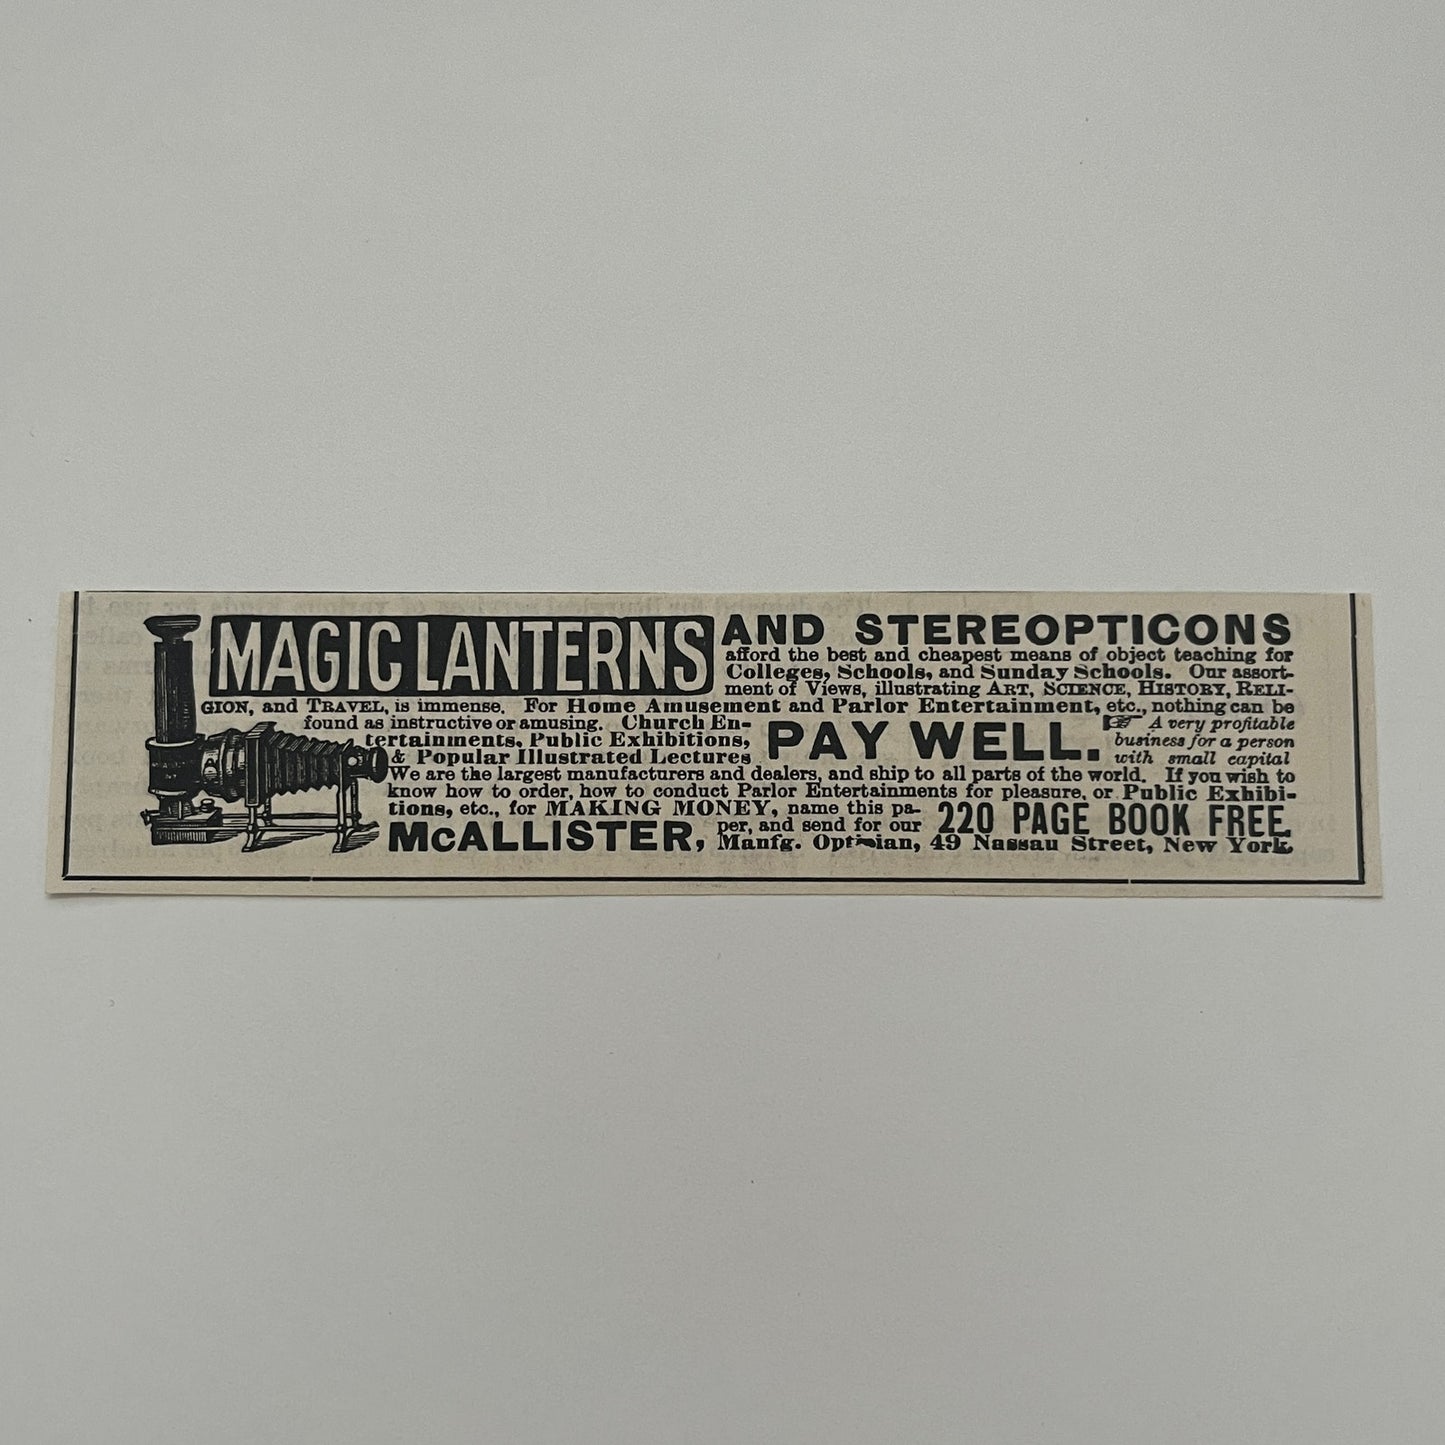 MAGIC LANTERNS AND STEREOPTICONS
afford the best and cheapest means of object teaching for
Colleges, Schools, and Sunday Schools. Our assort-
ment of Views, illustrating ART, SCIENCE, HISTORY, RELI-
GION, and TRAVEL, is immense. For Home Amusement and Parlor Entertainment, etc., nothing can be
found as instructive or amusing. Church En-
tertainments, Public Exhibitions,
& Popular Illustrated Lectures
PAY WELL.
☞ A very profitable
business for a person
with small capital
We are the largest manufacturers and dealers, and ship to all parts of the world. If you wish to
know how to order, how to conduct Parlor Entertainments for pleasure, or Public Exhibi-
tions, etc., for MAKING MONEY, name this pa-
per, and send for our 220 PAGE BOOK FREE.
McALLISTER, Manfg. Optician, 49 Nassau Street, New York.